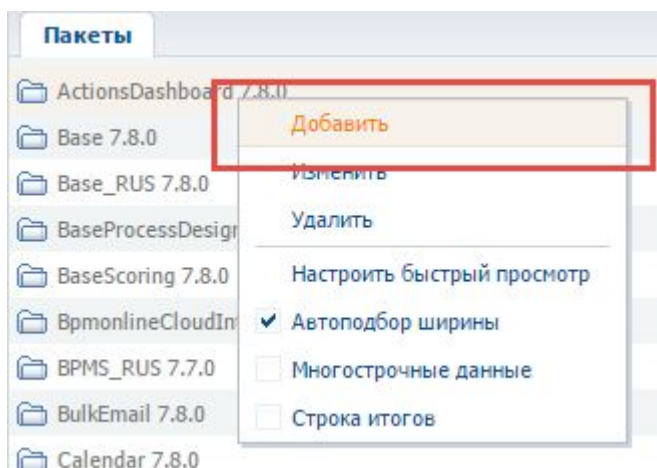 Пакеты
ActionsDashboard 7.8.0
Добавить
Base 7.8.0
Изменить
Base_RUS 7.8.0
Удалить
BaseProcessDesign
Настроить быстрый просмотр
BaseScoring 7.8.0
BpmonlineCloudInt
Автоподбор ширины
BPMS_RUS 7.7.0
Многострочные данные
BulkEmail 7.8.0
Строка итогов
Calendar 7.8.0